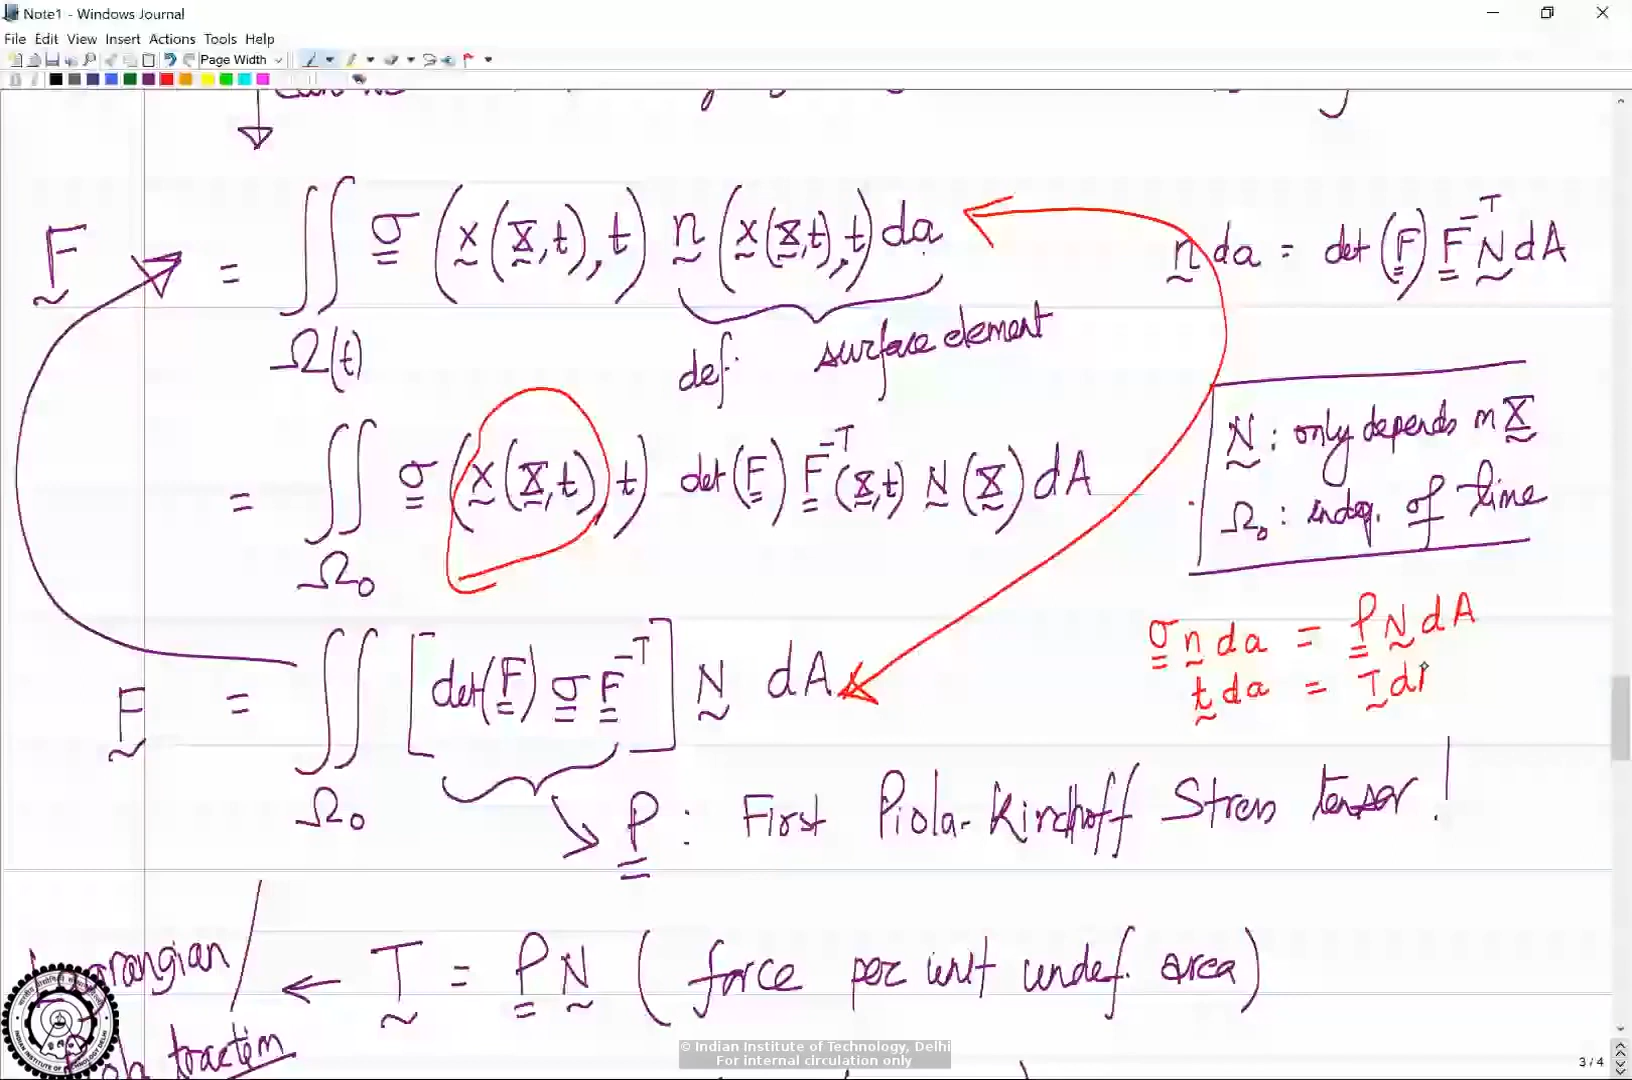 Note1 - Windows Journal
File Edit View Insert Actions Tools Help
Page Width
F = ∬ σ (x(X,t),t) n (x(X,t),t) da
Ω(t)
def. surface element
n da = det (F) F^-T N dA
= ∬ σ (x(X,t) t) det(F) F^-T (X,t) N (X) dA
Ω₀
N : only depends on X
Ω₀ : indep. of time
F = ∬ [det(F) σ F^-T] N dA
Ω₀
σ n da = P N dA
t da = T d
P : First Piola-Kirchhoff Stress tensor !
← T = P N (force per unit undef. area)
traction
© Indian Institute of Technology, Delhi
For internal circulation only
3 / 4